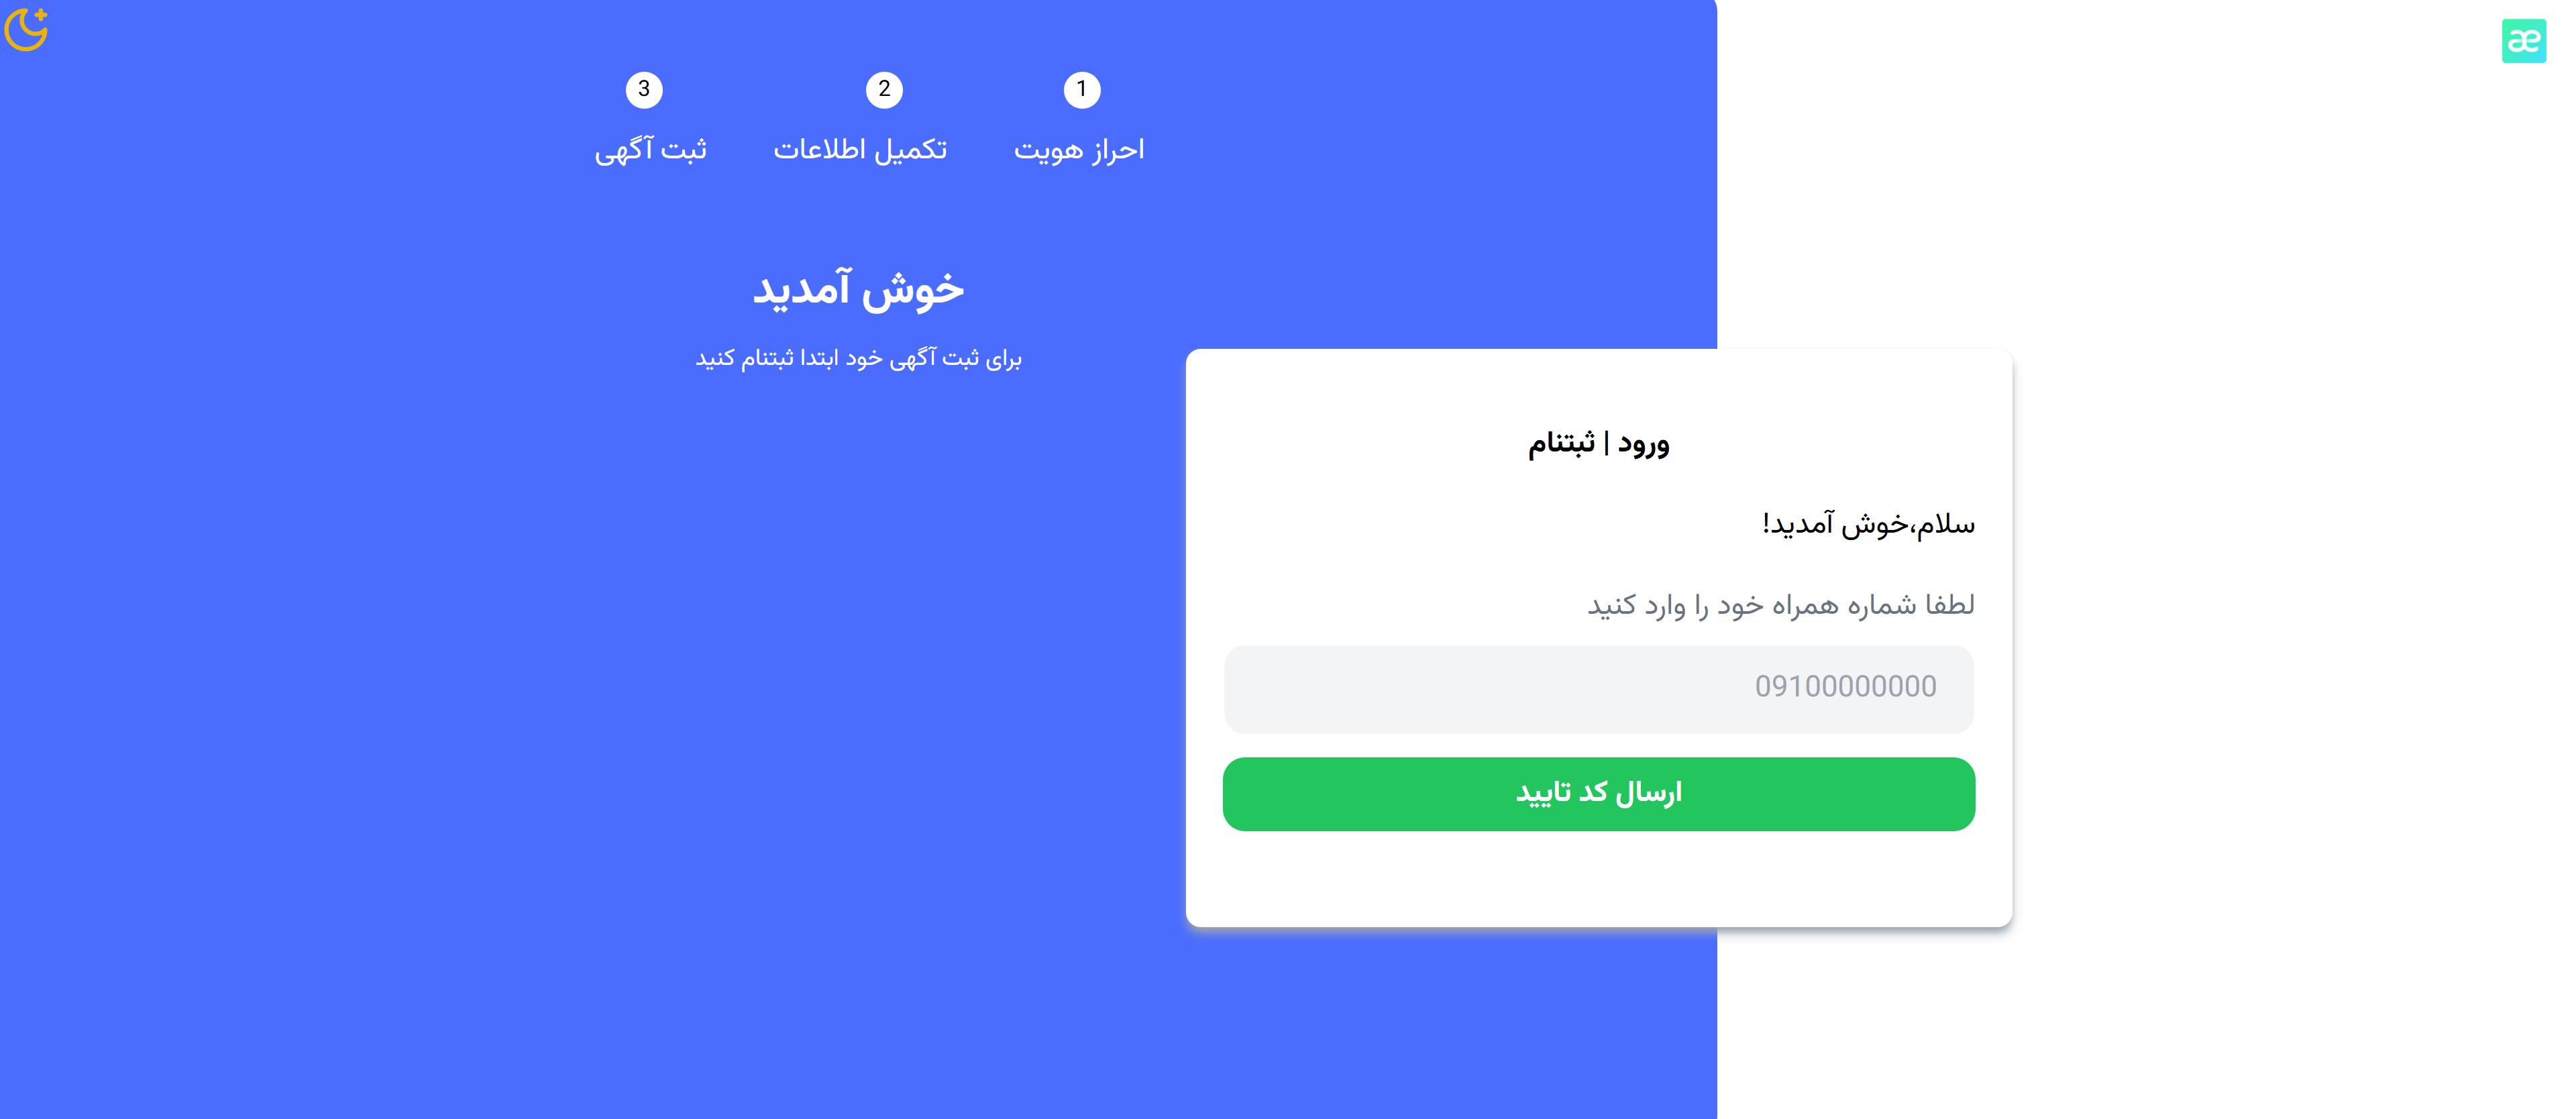 æ
1
2
3
احراز هویت
تکمیل اطلاعات
ثبت آگهی
خوش آمدید
برای ثبت آگهی خود ابتدا ثبتنام کنید
ورود | ثبتنام
سلام،خوش آمدید!
لطفا شماره همراه خود را وارد کنید
09100000000
ارسال کد تایید